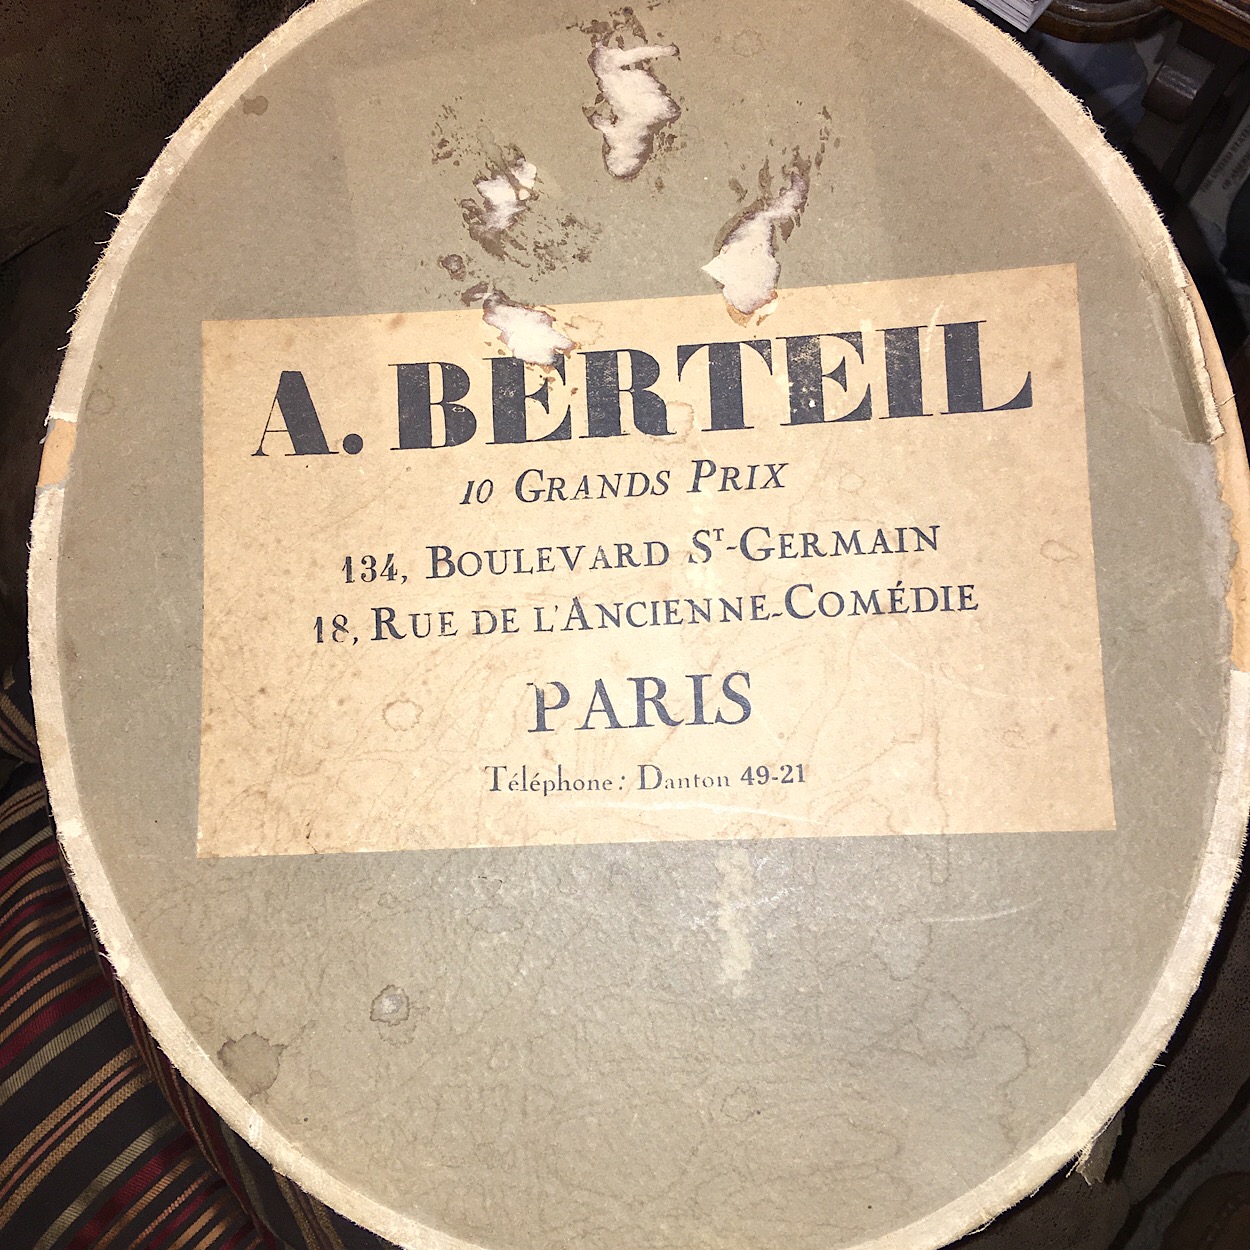 A. BERTEIL
10 GRANDS PRIX
134, BOULEVARD ST-GERMAIN
18, RUE DE L'ANCIENNE-COMÉDIE
PARIS
Téléphone: Danton 49-21